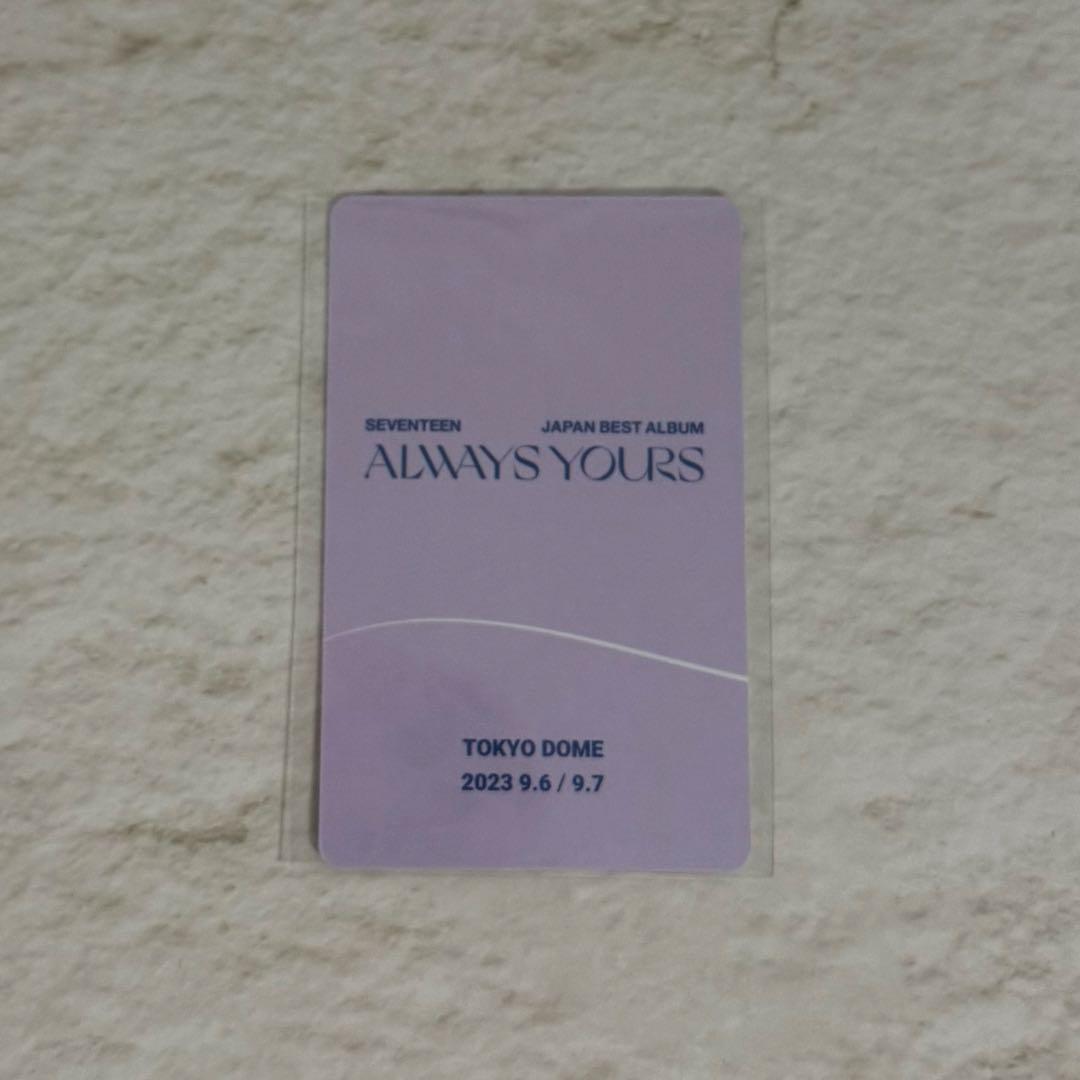 SEVENTEEN JAPAN BEST ALBUM
ALWAYS YOURS
TOKYO DOME
2023 9.6 / 9.7